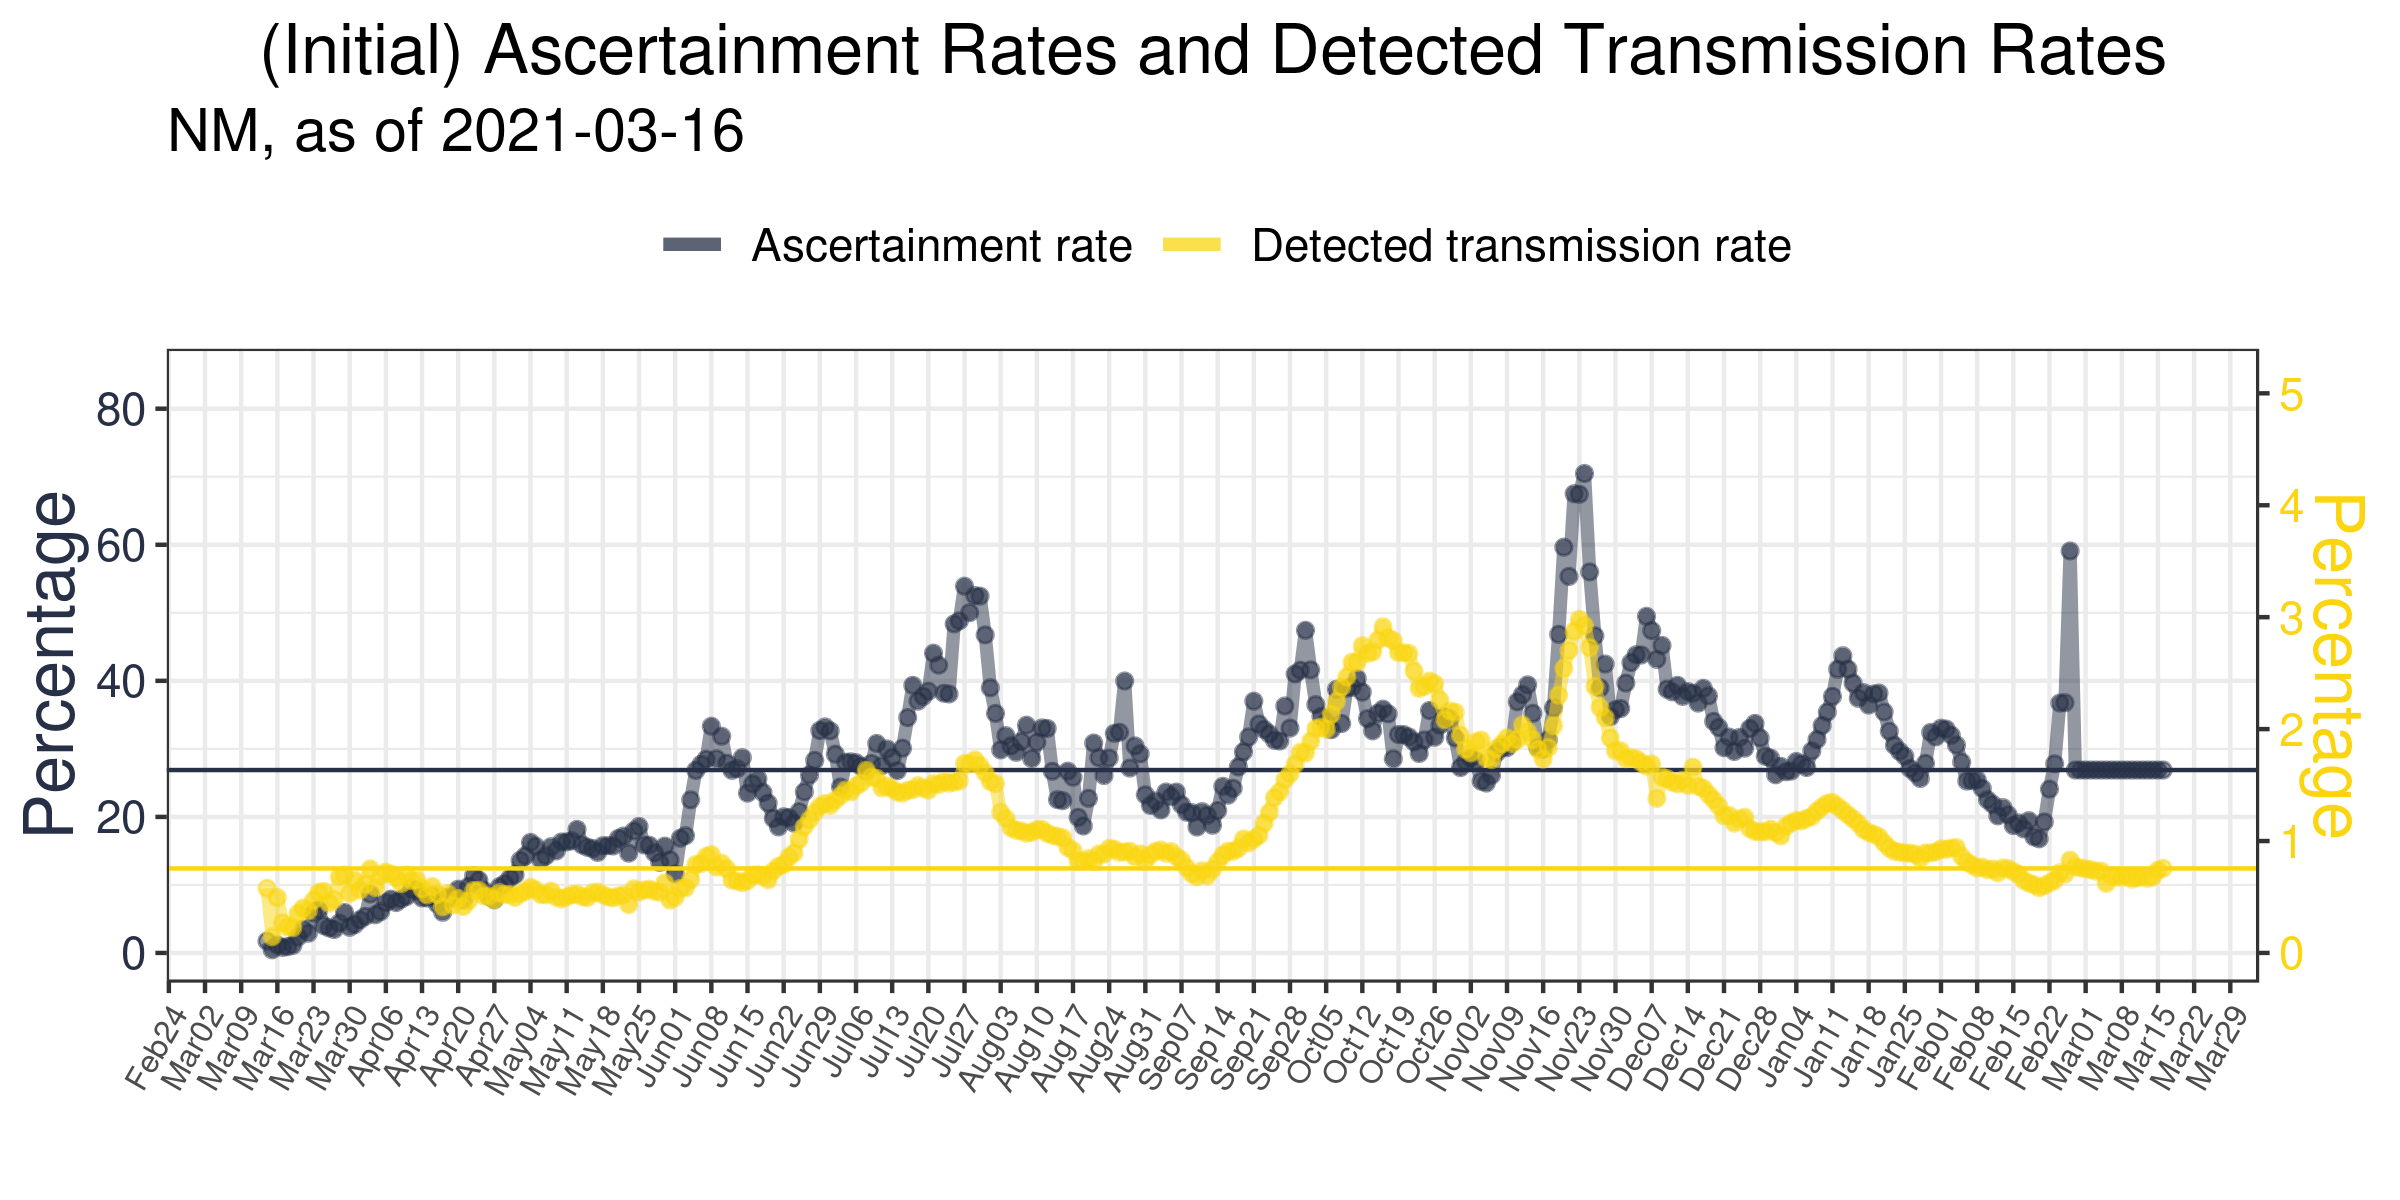 (Initial) Ascertainment Rates and Detected Transmission Rates
NM, as of 2021-03-16
Ascertainment rate Detected transmission rate
Percentage
80
60
40
20
0
5
4
3
2
1
0
Percentage
Feb24 Mar02 Mar09 Mar16 Mar23 Mar30 Apr06 Apr13 Apr20 Apr27 May04 May11 May18 May25 Jun01 Jun08 Jun15 Jun22 Jun29 Jul06 Jul13 Jul20 Jul27 Aug03 Aug10 Aug17 Aug24 Aug31 Sep07 Sep14 Sep21 Sep28 Oct05 Oct12 Oct19 Oct26 Nov02 Nov09 Nov16 Nov23 Nov30 Dec07 Dec14 Dec21 Dec28 Jan04 Jan11 Jan18 Jan25 Feb01 Feb08 Feb15 Feb22 Mar01 Mar08 Mar15 Mar22 Mar29